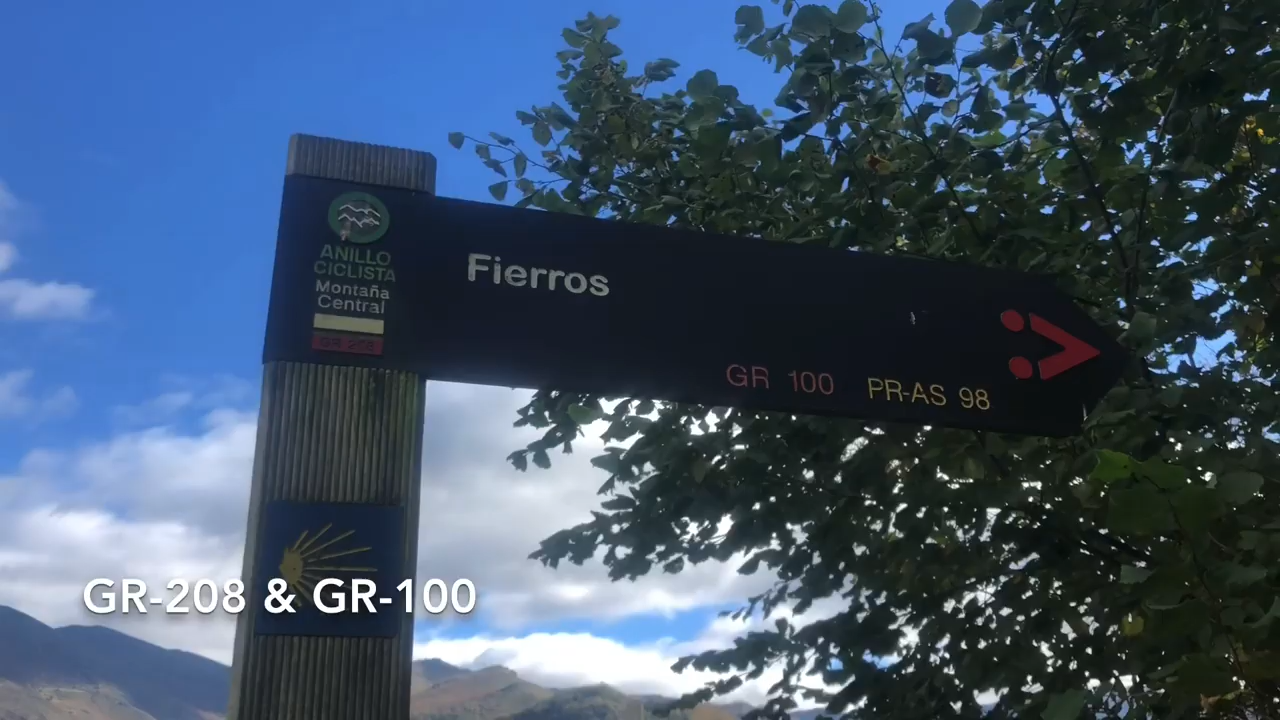 ANILLO
CICLISTA
Montaña
Central
GR 208
Fierros
GR 100 PR-AS 98
GR-208 & GR-100